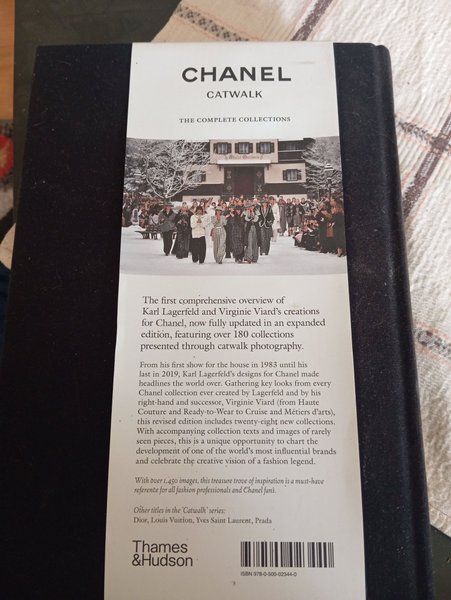 CHANEL
CATWALK
THE COMPLETE COLLECTIONS
The first comprehensive overview of
Karl Lagerfeld and Virginie Viard's creations
for Chanel, now fully updated in an expanded
edition, featuring over 180 collections
presented through catwalk photography.
From his first show for the house in 1983 until his
last in 2019, Karl Lagerfeld's designs for Chanel made
headlines the world over. Gathering key looks from every
Chanel collection ever created by Lagerfeld and by his
right-hand and successor, Virginie Viard (from Haute
Couture and Ready-to-Wear to Cruise and Métiers d'arts),
this revised edition includes twenty-eight new collections.
With accompanying collection texts and images of rarely
seen pieces, this is a unique opportunity to chart the
development of one of the world's most influential brands
and celebrate the creative vision of a fashion legend.
With over 1,450 images, this treasure trove of inspiration is a must-have
reference for all fashion professionals and Chanel fans.
Other titles in the 'Catwalk' series:
Dior, Louis Vuitton, Yves Saint Laurent, Prada
Thames
&Hudson
ISBN 978-0-500-02344-0